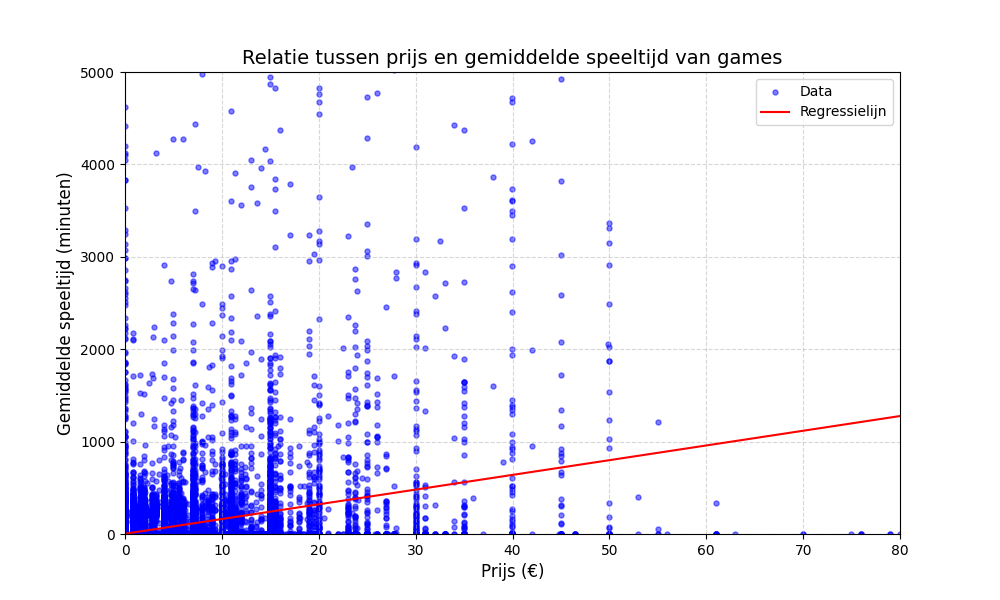 Relatie tussen prijs en gemiddelde speeltijd van games
Data
Regressielijn
Gemiddelde speeltijd (minuten)
5000
4000
3000
2000
1000
0
0 10 20 30 40 50 60 70 80
Prijs (€)